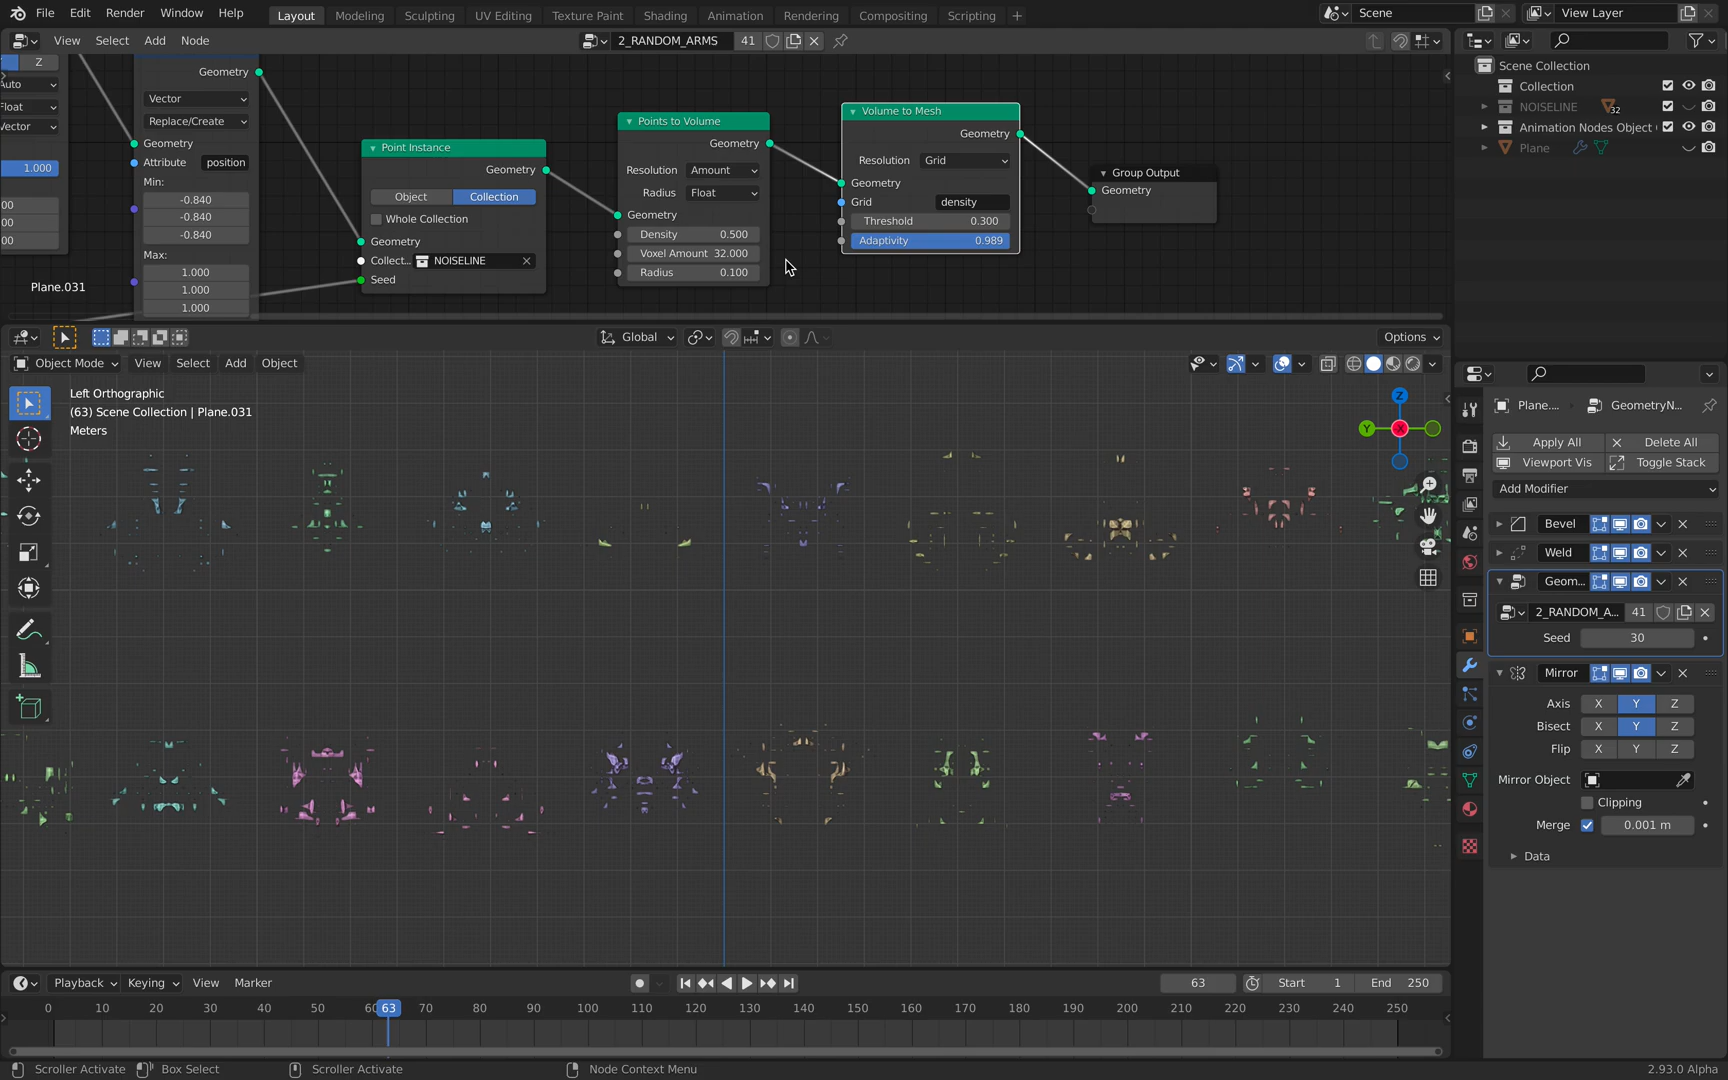 File Edit Render Window Help Layout Modeling Sculpting UV Editing Texture Paint Shading Animation Rendering Compositing Scripting + Scene View Layer
View Select Add Node 2_RANDOM_ARMS 41
Z
Auto
Float
Vector
1.000
Geometry
Vector
Replace/Create
Geometry
Attribute position
Min:
-0.840
-0.840
-0.840
Max:
1.000
1.000
1.000
Plane.031
Point Instance
Geometry
Object Collection
Whole Collection
Geometry
Collect... NOISELINE
Seed
Points to Volume
Geometry
Resolution Amount
Radius Float
Geometry
Density 0.500
Voxel Amount 32.000
Radius 0.100
Volume to Mesh
Geometry
Resolution Grid
Geometry
Grid density
Threshold 0.300
Adaptivity 0.989
Group Output
Geometry
Scene Collection
Collection
NOISELINE 32
Animation Nodes Object
Plane
Global Options
Object Mode View Select Add Object
Left Orthographic
(63) Scene Collection | Plane.031
Meters
Z
Y
X
Plane.... GeometryN...
Apply All Delete All
Viewport Vis Toggle Stack
Add Modifier
Bevel
Weld
Geom...
2_RANDOM_A... 41
Seed 30
Mirror
Axis X Y Z
Bisect X Y Z
Flip X Y Z
Mirror Object
Clipping
Merge 0.001 m
Data
Playback Keying View Marker 63 Start 1 End 250
0 10 20 30 40 50 60 63 70 80 90 100 110 120 130 140 150 160 170 180 190 200 210 220 230 240 250
Scroller Activate Box Select Scroller Activate Node Context Menu 2.93.0 Alpha